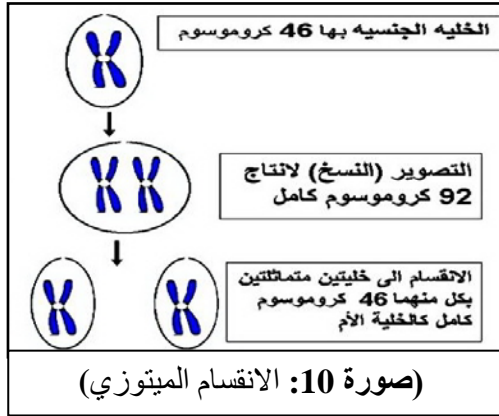 الخليه الجنسيه بها 46 كروموسوم
التصوير (النسخ) لانتاج
92 كروموسوم كامل
الانقسام الى خليتين متماثلتين
بكل منهما 46 كروموسوم
كامل كالخلية الأم
(صورة 10: الانقسام الميتوزي)